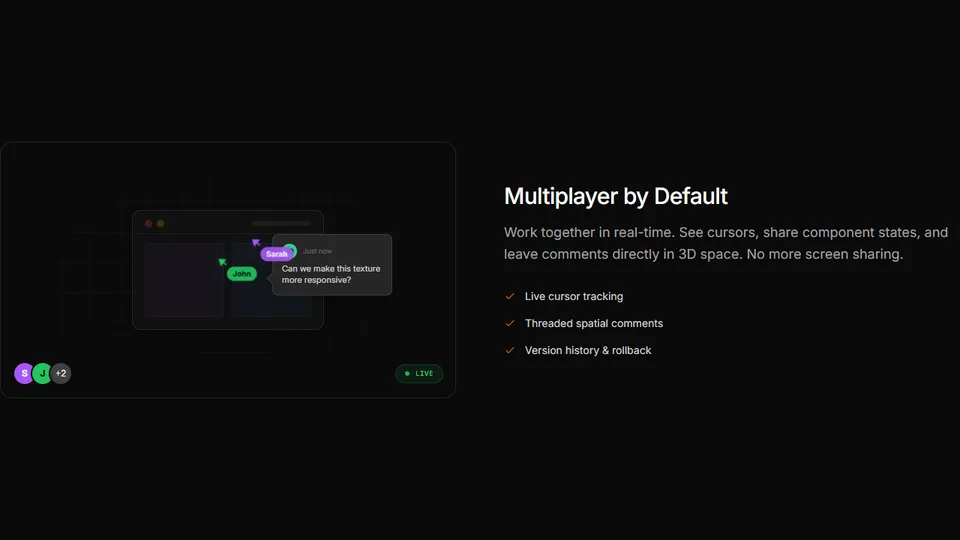 Multiplayer by Default
Work together in real-time. See cursors, share component states, and
leave comments directly in 3D space. No more screen sharing.
Live cursor tracking
Threaded spatial comments
Version history & rollback
Sarah
Just now
John
Can we make this texture
more responsive?
S
J
+2
LIVE